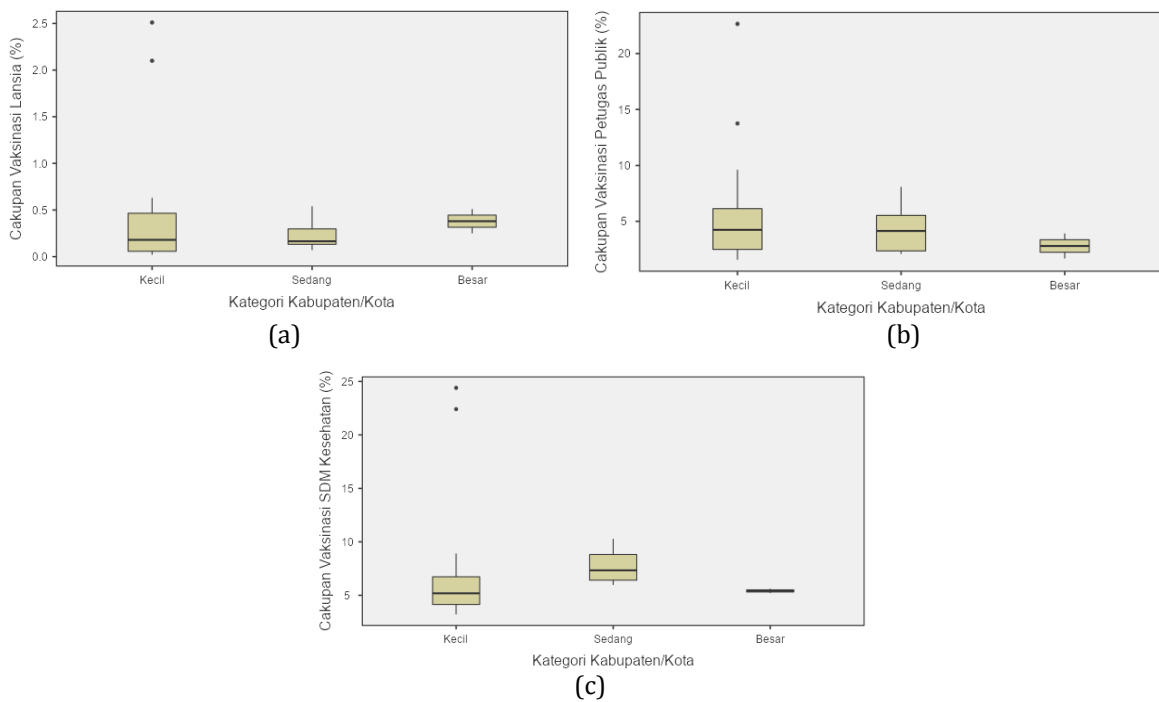 Cakupan Vaksinasi Lansia (%)
2.5
2.0
1.5
1.0
0.5
0.0
Kecil Sedang Besar
Kategori Kabupaten/Kota
(a)
Cakupan Vaksinasi Petugas Publik (%)
20
15
10
5
Kecil Sedang Besar
Kategori Kabupaten/Kota
(b)
Cakupan Vaksinasi SDM Kesehatan (%)
25
20
15
10
5
Kecil Sedang Besar
Kategori Kabupaten/Kota
(c)